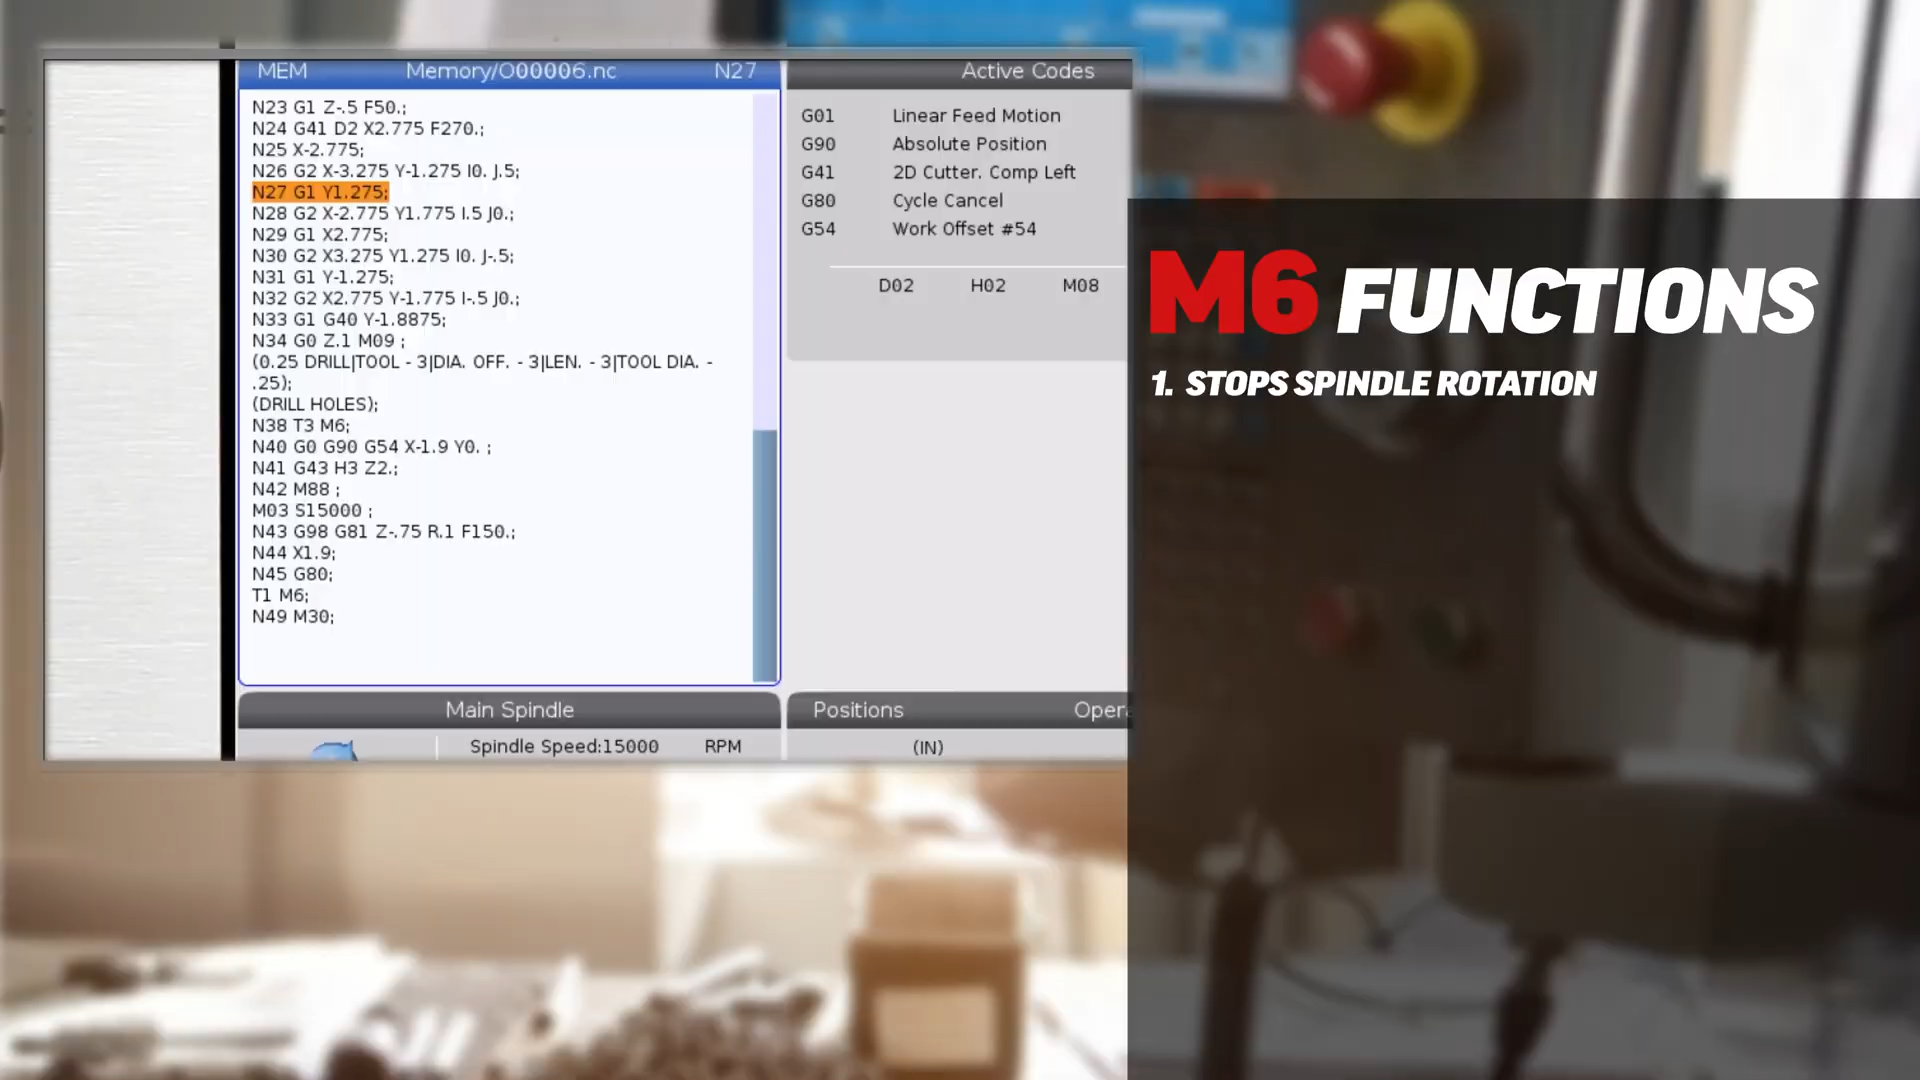 MEM Memory/O00006.nc N27
N23 G1 Z-.5 F50.;
N24 G41 D2 X2.775 F270.;
N25 X-2.775;
N26 G2 X-3.275 Y-1.275 I0. J.5;
N27 G1 Y1.275;
N28 G2 X-2.775 Y1.775 I.5 J0.;
N29 G1 X2.775;
N30 G2 X3.275 Y1.275 I0. J-.5;
N31 G1 Y-1.275;
N32 G2 X2.775 Y-1.775 I-.5 J0.;
N33 G1 G40 Y-1.8875;
N34 G0 Z.1 M09 ;
(0.25 DRILL|TOOL - 3|DIA. OFF. - 3|LEN. - 3|TOOL DIA. -
.25);
(DRILL HOLES);
N38 T3 M6;
N40 G0 G90 G54 X-1.9 Y0. ;
N41 G43 H3 Z2.;
N42 M88 ;
M03 S15000 ;
N43 G98 G81 Z-.75 R.1 F150.;
N44 X1.9;
N45 G80;
T1 M6;
N49 M30;
Main Spindle
Spindle Speed:15000 RPM
Active Codes
G01 Linear Feed Motion
G90 Absolute Position
G41 2D Cutter. Comp Left
G80 Cycle Cancel
G54 Work Offset #54
D02 H02 M08
Positions
(IN)
M6 FUNCTIONS
1. STOPS SPINDLE ROTATION